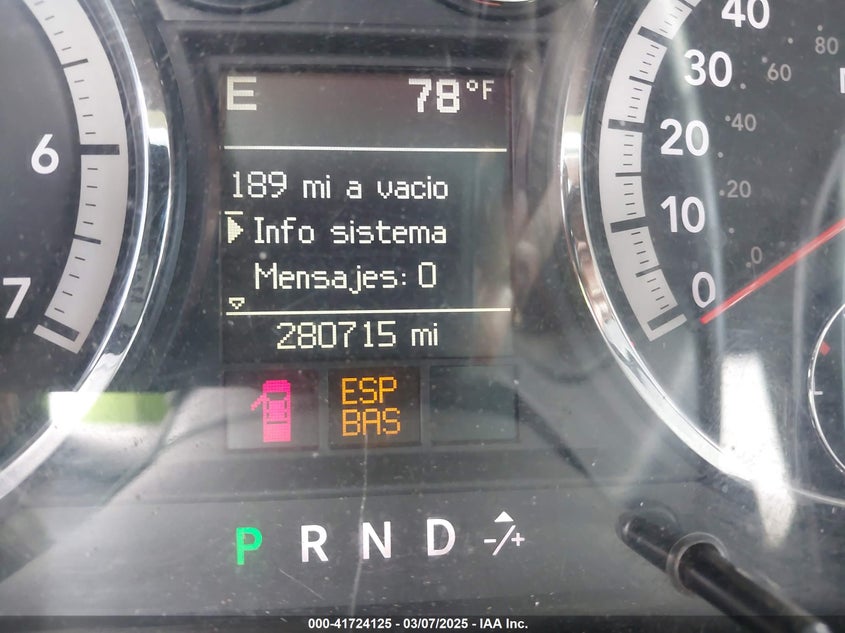 E 78°F
189 mi a vacio
Info sistema
Mensajes: 0
280715 mi
ESP
BAS
P R N D -/+
6
7
40
30
20
10
0
80
60
40
20
0
000-41724125 - 03/07/2025 - IAA Inc.